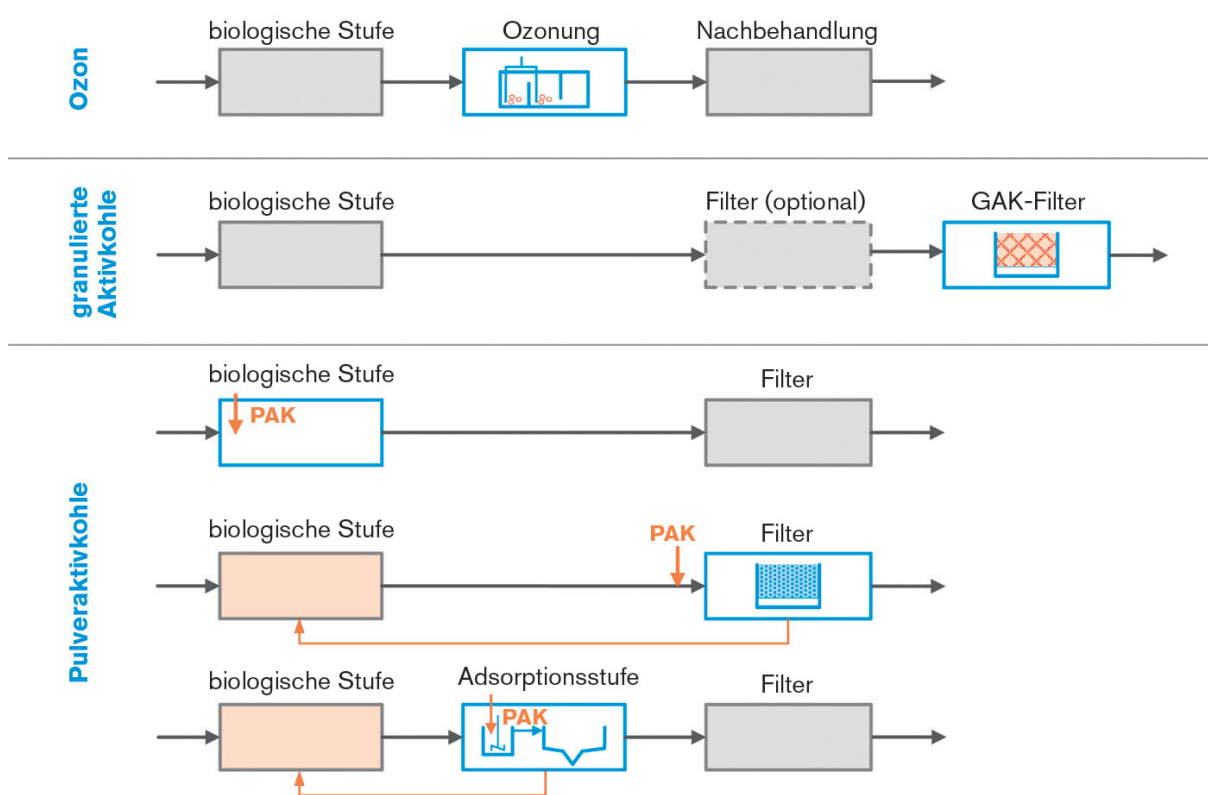 Ozon
biologische Stufe
Ozonung
Nachbehandlung
granulierte
Aktivkohle
biologische Stufe
Filter (optional)
GAK-Filter
Pulveraktivkohle
biologische Stufe
PAK
Filter
biologische Stufe
PAK
Filter
biologische Stufe
Adsorptionsstufe
PAK
Filter